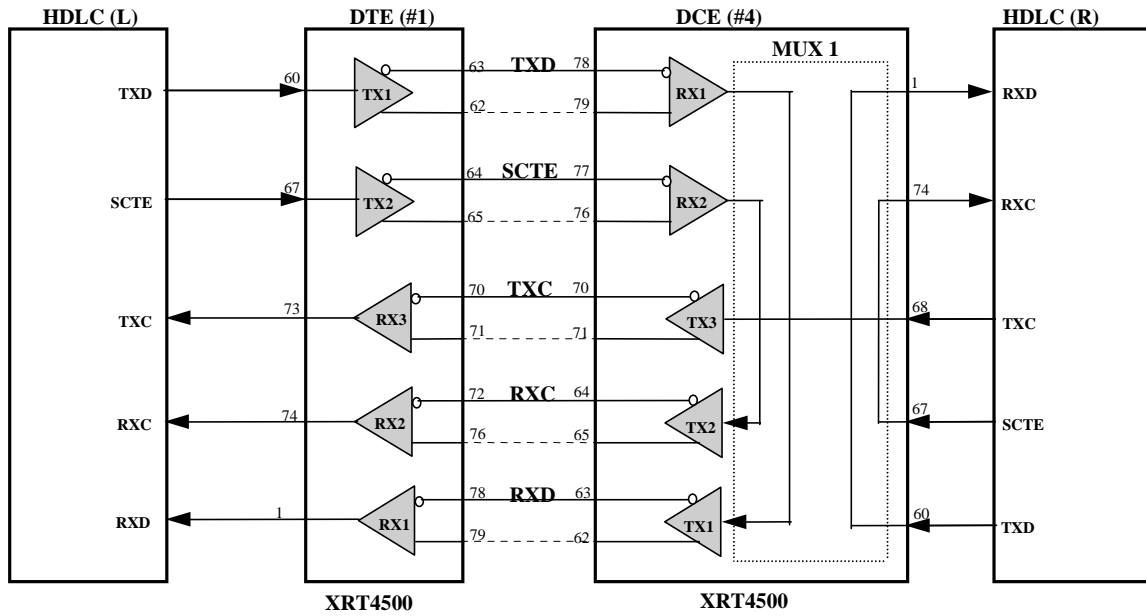 HDLC (L) DTE (#1) DCE (#4) HDLC (R)
MUX 1
60 63 TXD 78 1
TXD TX1 RX1 RXD
62 79
67 64 SCTE 77 74
SCTE TX2 RX2 RXC
65 76
73 70 TXC 70 68
TXC RX3 TX3 TXC
71 71
74 72 RXC 64 67
RXC RX2 TX2 SCTE
76 65
1 78 RXD 63 60
RXD RX1 TX1 TXD
79 62
XRT4500 XRT4500